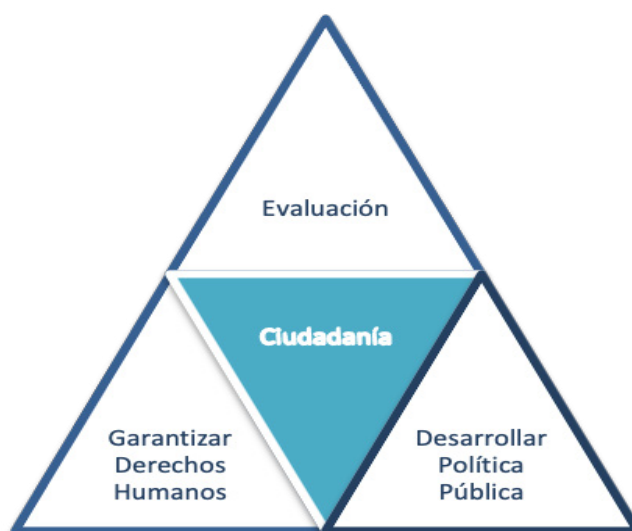 Evaluación
Ciudadanía
Garantizar
Derechos
Humanos
Desarrollar
Política
Pública